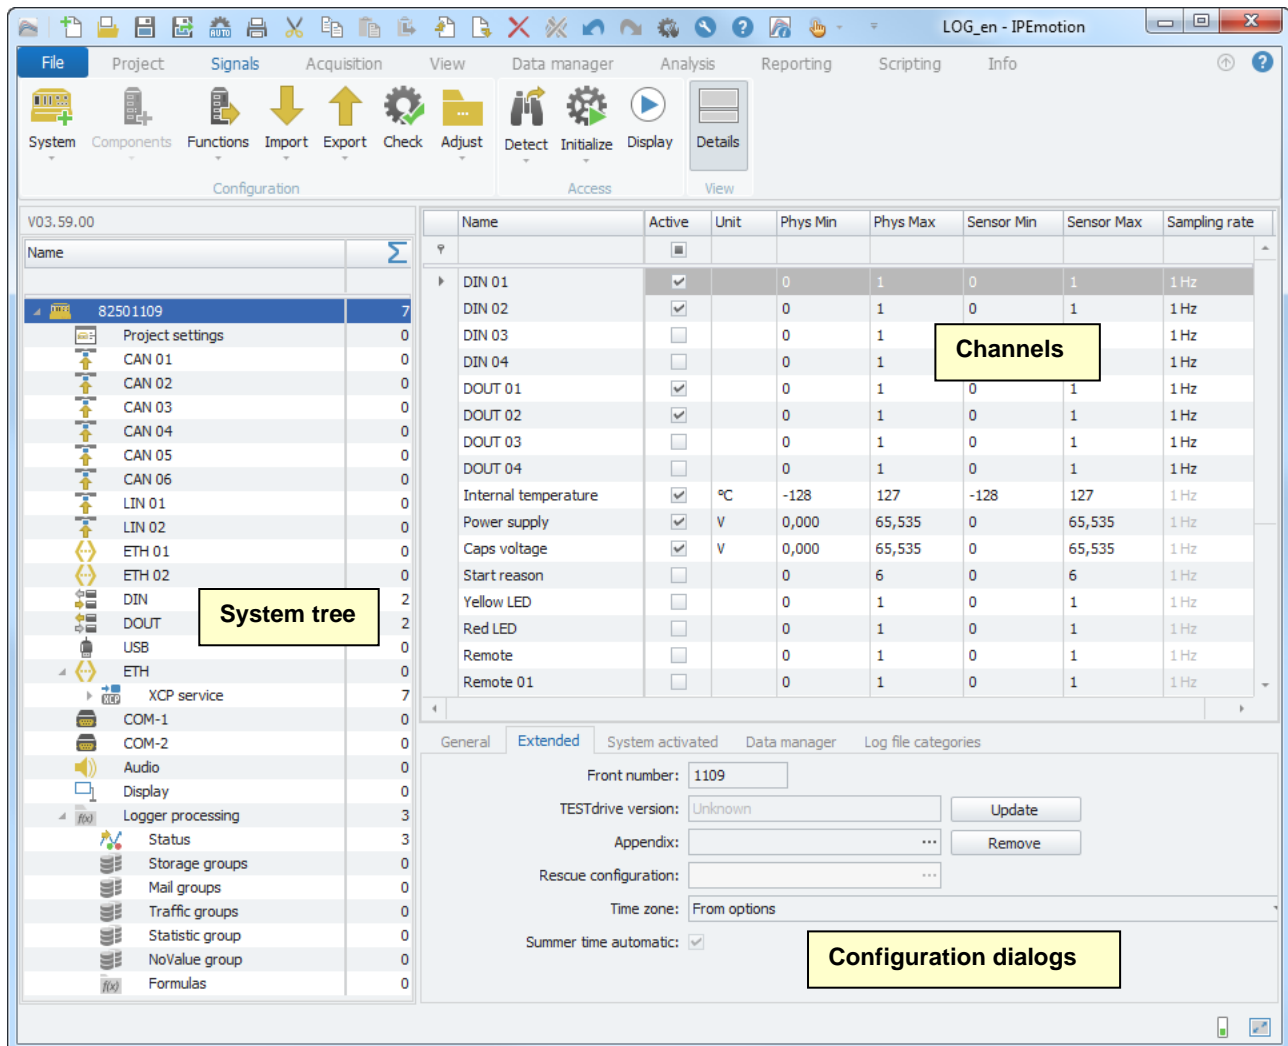 AUTO
LOG_en - IPEmotion
File Project Signals Acquisition View Data manager Analysis Reporting Scripting Info
System Components Functions Import Export Check Adjust Detect Initialize Display Details
Configuration Access View
V03.59.00
Name Σ
82501109 7
Project settings 0
CAN 01 0
CAN 02 0
CAN 03 0
CAN 04 0
CAN 05 0
CAN 06 0
LIN 01 0
LIN 02 0
ETH 01 0
ETH 02 0
DIN 2
DOUT 2
USB 0
ETH 0
XCP XCP service 7
COM-1 0
COM-2 0
Audio 0
Display 0
f(x) Logger processing 3
Status 3
Storage groups 0
Mail groups 0
Traffic groups 0
Statistic group 0
NoValue group 0
f(x) Formulas 0
System tree
Name Active Unit Phys Min Phys Max Sensor Min Sensor Max Sampling rate
DIN 01 0 1 0 1 1 Hz
DIN 02 0 1 0 1 1 Hz
DIN 03 0 1 1 Hz
DIN 04 0 1 1 Hz
DOUT 01 0 1 0 1 1 Hz
DOUT 02 0 1 0 1 1 Hz
DOUT 03 0 1 0 1 1 Hz
DOUT 04 0 1 0 1 1 Hz
Internal temperature °C -128 127 -128 127 1 Hz
Power supply V 0,000 65,535 0 65,535 1 Hz
Caps voltage V 0,000 65,535 0 65,535 1 Hz
Start reason 0 6 0 6 1 Hz
Yellow LED 0 1 0 1 1 Hz
Red LED 0 1 0 1 1 Hz
Remote 0 1 0 1 1 Hz
Remote 01 0 1 0 1 1 Hz
Channels
General Extended System activated Data manager Log file categories
Front number: 1109
TESTdrive version: Unknown Update
Appendix: ... Remove
Rescue configuration: ...
Time zone: From options
Summer time automatic:
Configuration dialogs